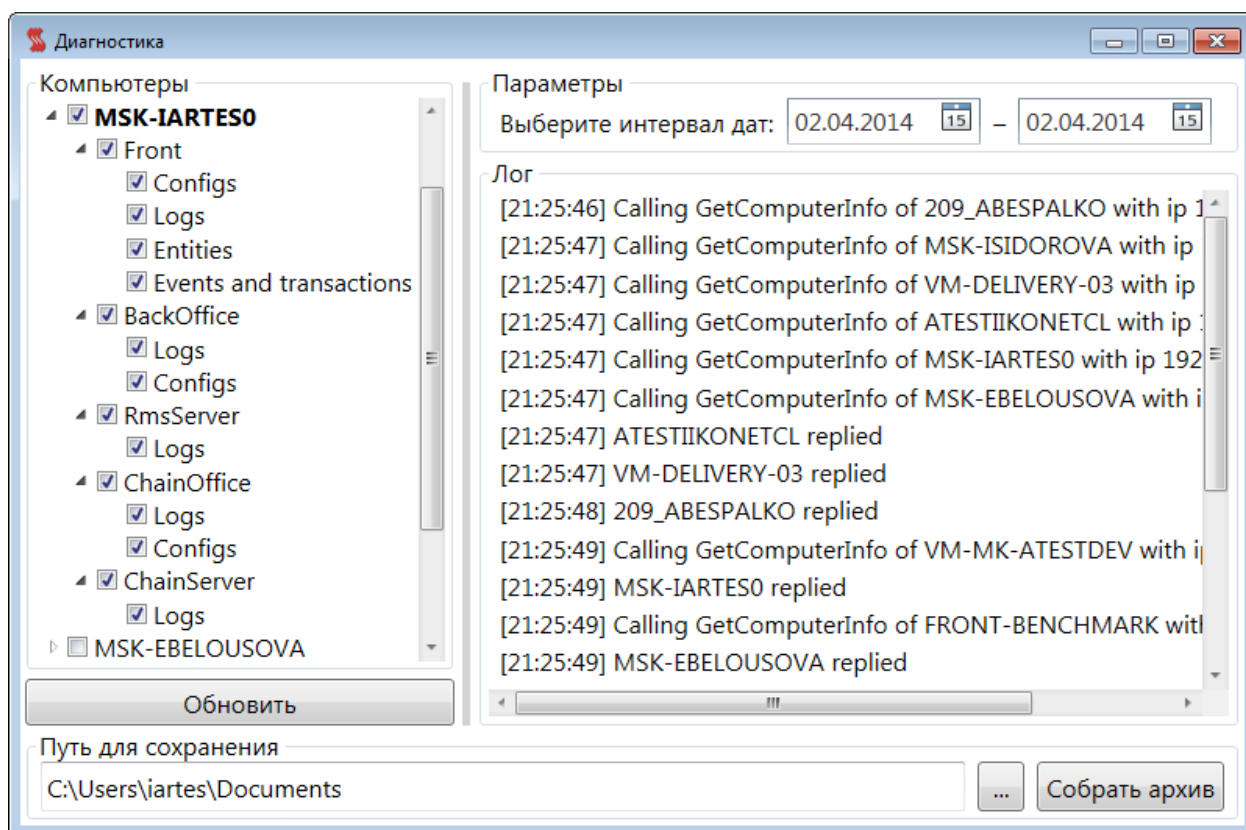 Диагностика
Компьютеры
MSK-IARTES0
Front
Configs
Logs
Entities
Events and transactions
BackOffice
Logs
Configs
RmsServer
Logs
ChainOffice
Logs
Configs
ChainServer
Logs
MSK-EBELOUSOVA
Обновить
Параметры
Выберите интервал дат: 02.04.2014 15 – 02.04.2014 15
Лог
[21:25:46] Calling GetComputerInfo of 209_ABESPALKO with ip 1
[21:25:47] Calling GetComputerInfo of MSK-ISIDOROVA with ip
[21:25:47] Calling GetComputerInfo of VM-DELIVERY-03 with ip
[21:25:47] Calling GetComputerInfo of ATESTIIKONETCL with ip
[21:25:47] Calling GetComputerInfo of MSK-IARTES0 with ip 192
[21:25:47] Calling GetComputerInfo of MSK-EBELOUSOVA with i
[21:25:47] ATESTIIKONETCL replied
[21:25:47] VM-DELIVERY-03 replied
[21:25:48] 209_ABESPALKO replied
[21:25:49] Calling GetComputerInfo of VM-MK-ATESTDEV with ip
[21:25:49] MSK-IARTES0 replied
[21:25:49] Calling GetComputerInfo of FRONT-BENCHMARK with
[21:25:49] MSK-EBELOUSOVA replied
Путь для сохранения
C:\Users\iartes\Documents
...
Собрать архив